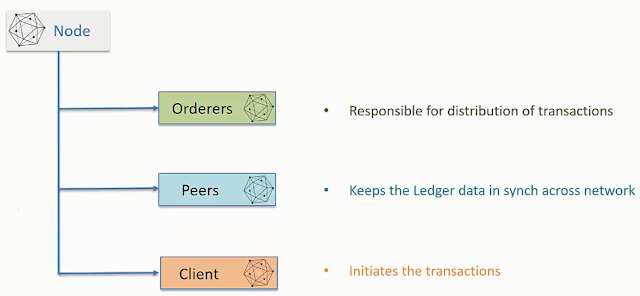 Node
Orderers • Responsible for distribution of transactions
Peers • Keeps the Ledger data in synch across network
Client • Initiates the transactions